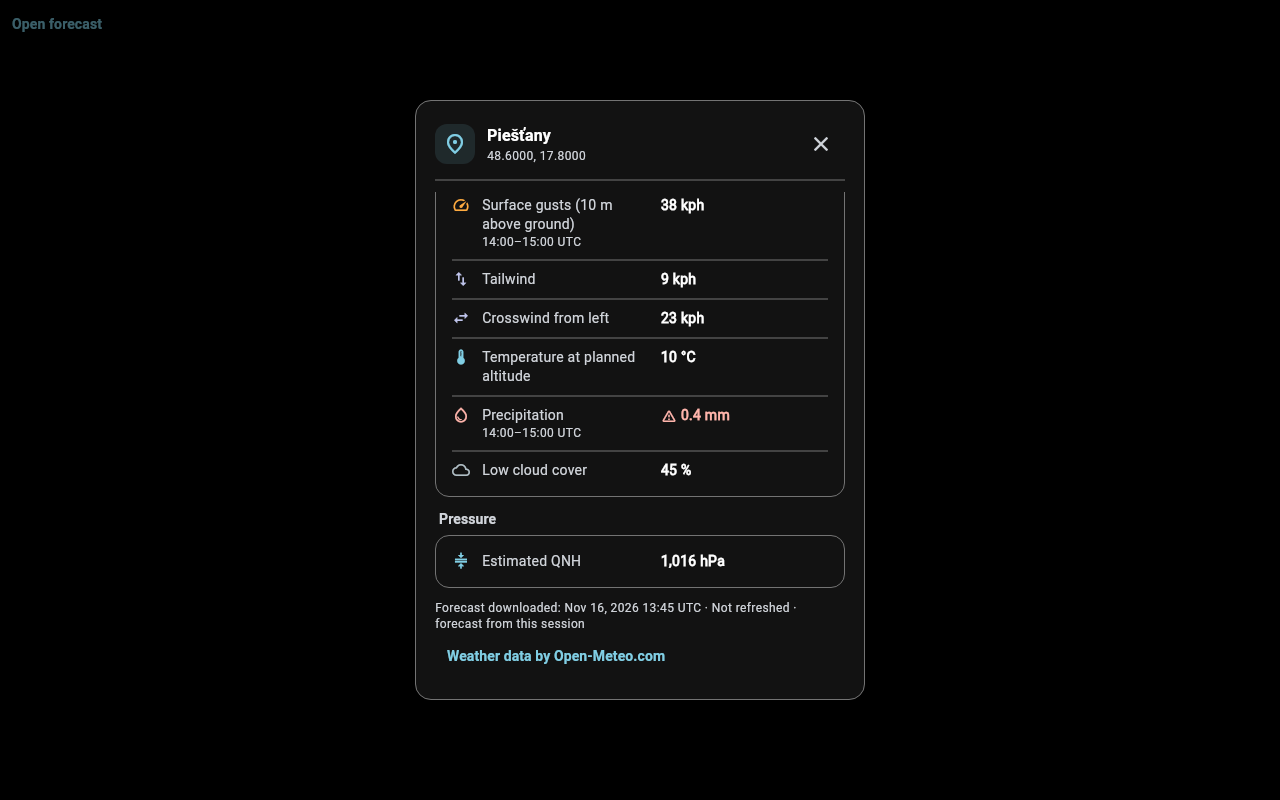 Open forecast
Piešťany
48.6000, 17.8000
Surface gusts (10 m
above ground)
14:00–15:00 UTC
38 kph
Tailwind
9 kph
Crosswind from left
23 kph
Temperature at planned
altitude
10 °C
Precipitation
14:00–15:00 UTC
0.4 mm
Low cloud cover
45 %
Pressure
Estimated QNH
1,016 hPa
Forecast downloaded: Nov 16, 2026 13:45 UTC · Not refreshed ·
forecast from this session
Weather data by Open-Meteo.com